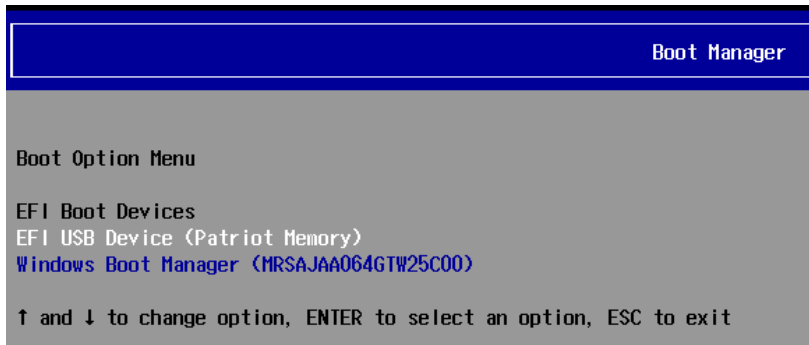 Boot Manager
Boot Option Menu
EFI Boot Devices
EFI USB Device (Patriot Memory)
Windows Boot Manager (MRSAJAA064GTW25C00)
↑ and ↓ to change option, ENTER to select an option, ESC to exit